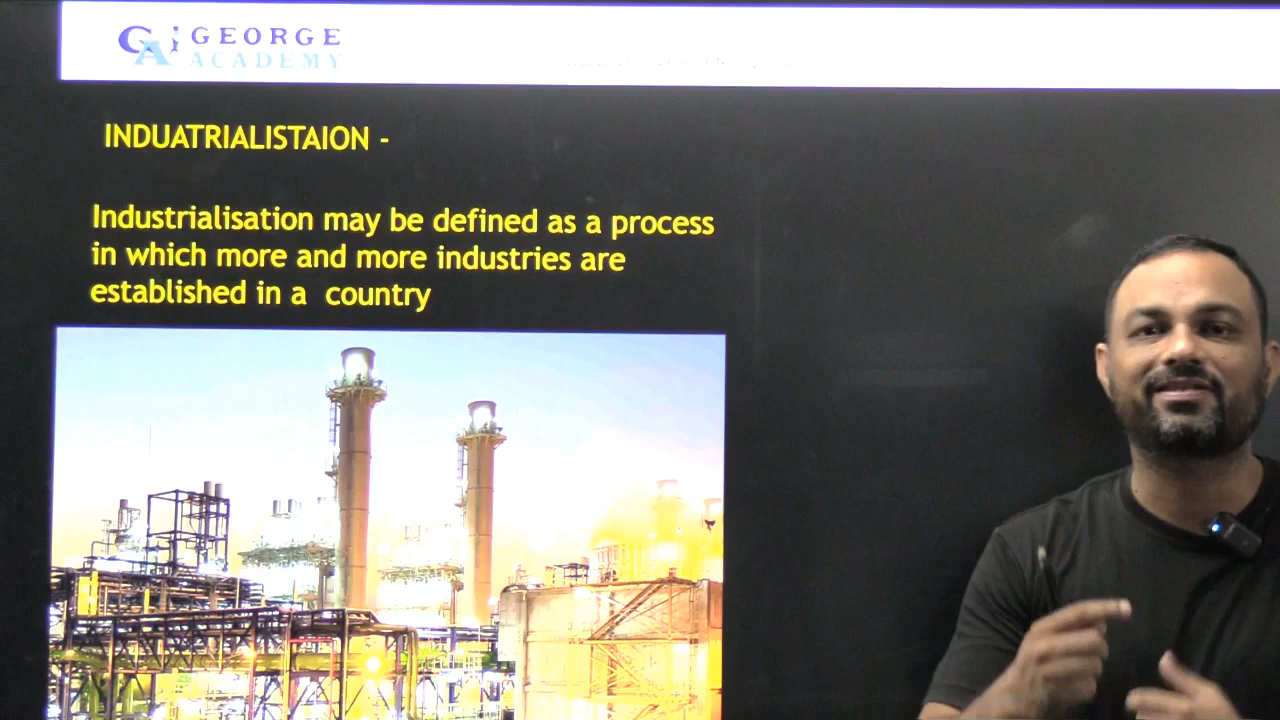 GEORGE
ACADEMY
INDUATRIALISTAION -
Industrialisation may be defined as a process
in which more and more industries are
established in a country